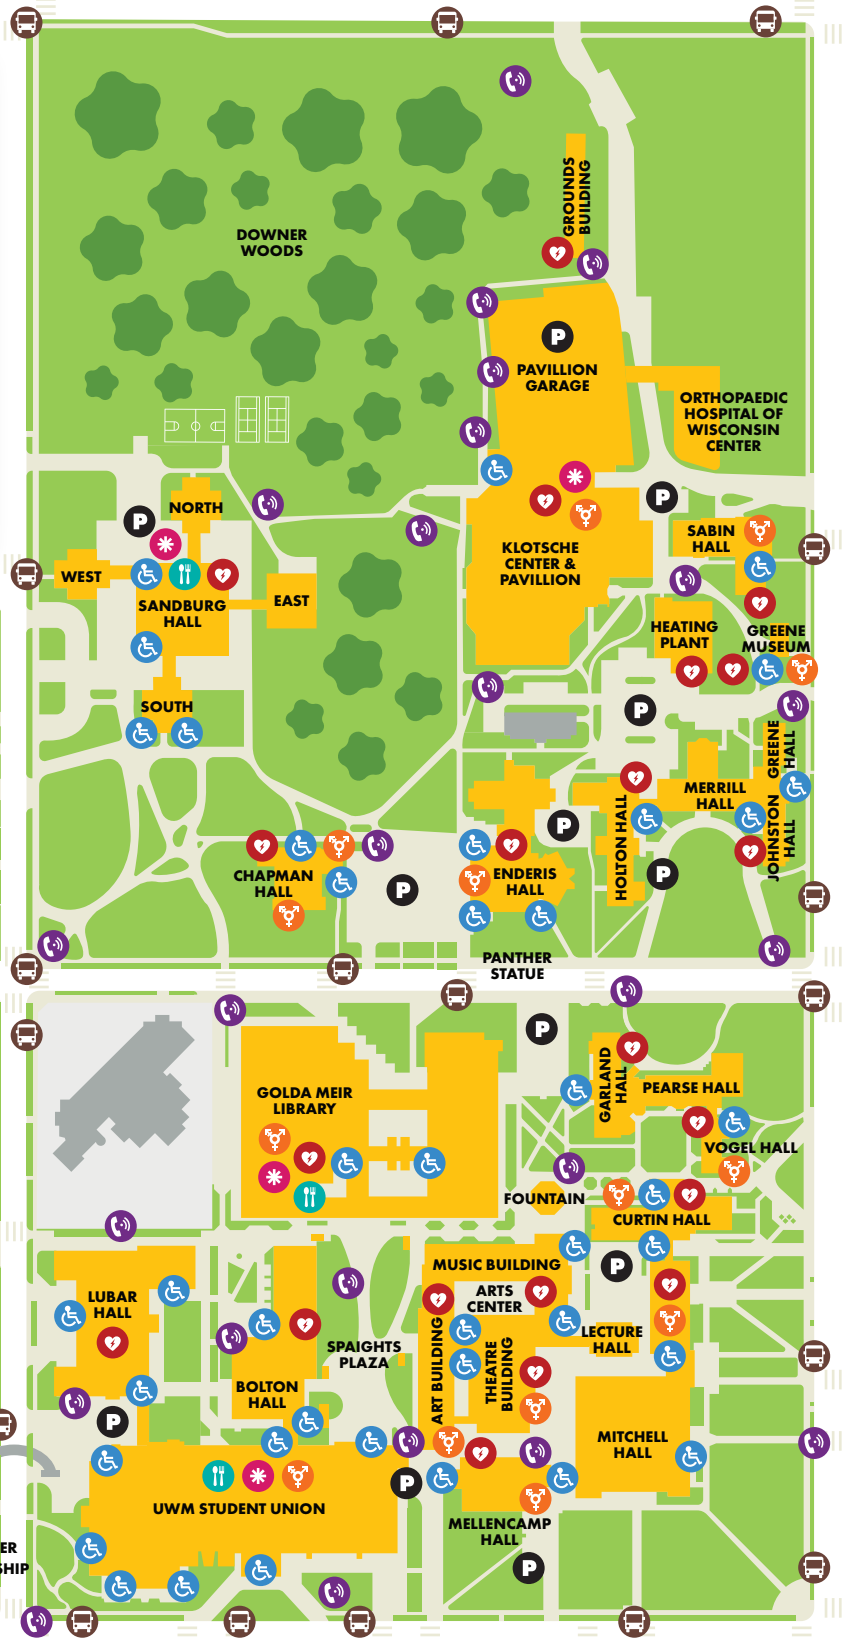 GROUNDS
BUILDING
DOWNER
WOODS
P
PAVILLION
GARAGE
ORTHOPAEDIC
HOSPITAL OF
WISCONSIN
CENTER
NORTH
P
P
KLOTSCHE
CENTER &
PAVILLION
SABIN
HALL
WEST
SANDBURG
HALL
EAST
HEATING
PLANT
GREENE
MUSEUM
SOUTH
P
GREENE
HALL
MERRILL
HALL
JOHNSTON
HALL
HOLTON HALL
P
CHAPMAN
HALL
P
ENDERIS
HALL
P
PANTHER
STATUE
P
GOLDA MEIR
LIBRARY
GARLAND
HALL
PEARSE HALL
VOGEL HALL
FOUNTAIN
CURTIN HALL
MUSIC BUILDING
P
LUBAR
HALL
ARTS
CENTER
SPAIGHTS
PLAZA
LECTURE
HALL
ART BUILDING
THEATRE
BUILDING
BOLTON
HALL
P
MITCHELL
HALL
P
UWM STUDENT UNION
MELLENCAMP
HALL
ER
SHIP
P